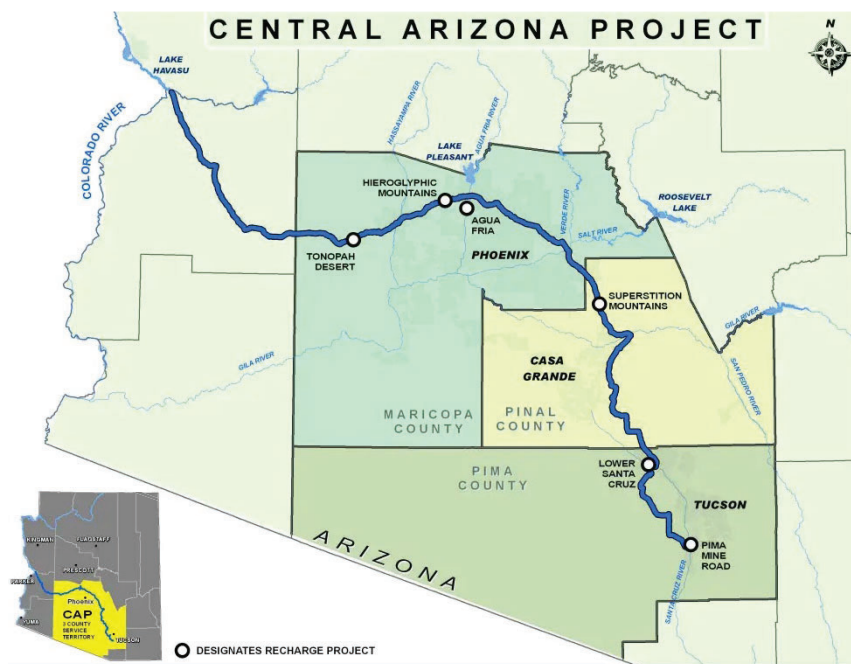 CENTRAL ARIZONA PROJECT
N
LAKE
HAVASU
COLORADO RIVER
HASSAYAMPA RIVER
AGUA FRIA RIVER
LAKE
PLEASANT
HIEROGLYPHIC
MOUNTAINS
AGUA
FRIA
VERDE RIVER
ROOSEVELT
LAKE
SALT RIVER
TONOPAH
DESERT
PHOENIX
SUPERSTITION
MOUNTAINS
GILA RIVER
GILA RIVER
SAN PEDRO RIVER
CASA
GRANDE
MARICOPA
COUNTY
PINAL
COUNTY
PIMA
COUNTY
LOWER
SANTA
CRUZ
TUCSON
PIMA
MINE
ROAD
SANTA CRUZ RIVER
ARIZONA
KINGMAN
FLAGSTAFF
PRESCOTT
PARKER
Phoenix
CAP
3 COUNTY
SERVICE
TERRITORY
YUMA
TUCSON
DESIGNATES RECHARGE PROJECT